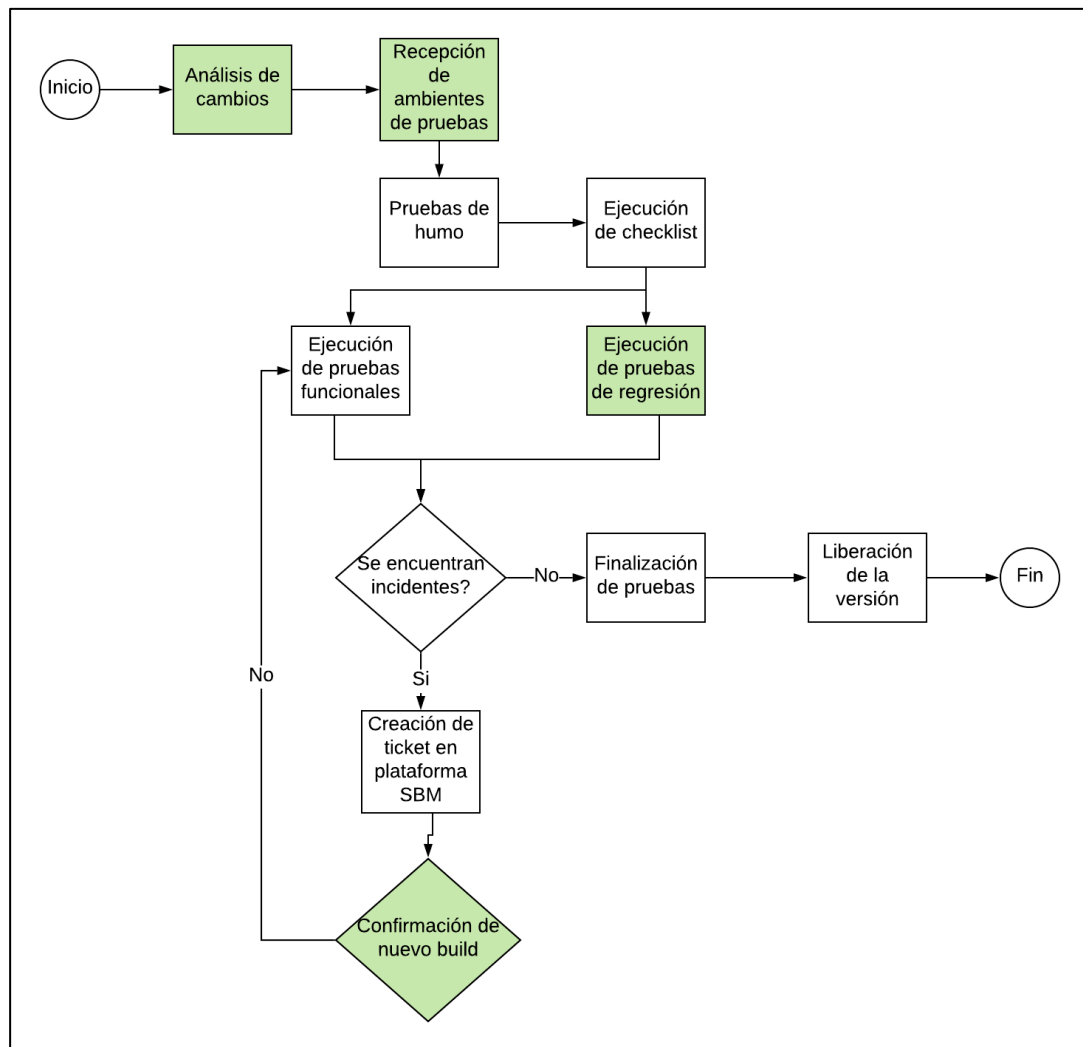 Inicio
Análisis de
cambios
Recepción
de
ambientes
de pruebas
Pruebas de
humo
Ejecución
de checklist
Ejecución
de pruebas
funcionales
Ejecución
de pruebas
de regresión
Se encuentran
incidentes?
No
Finalización
de pruebas
Liberación
de la
versión
Fin
No
Si
Creación de
ticket en
plataforma
SBM
Confirmación de
nuevo build